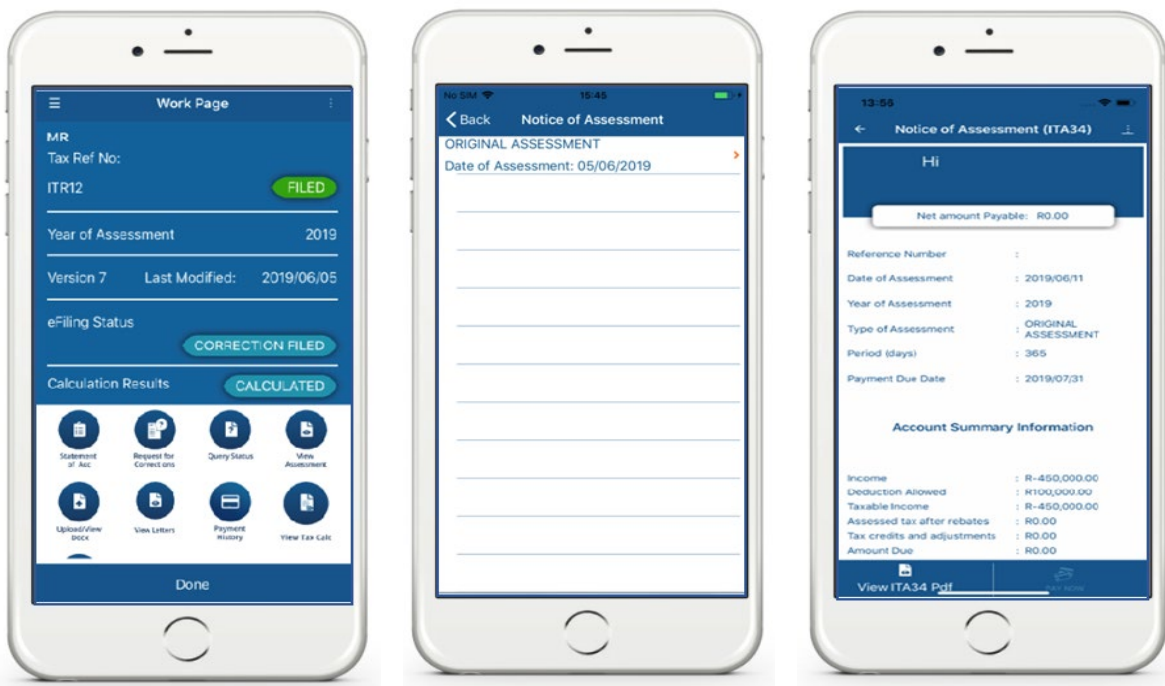 Work Page
MR
Tax Ref No:
ITR12 FILED
Year of Assessment 2019
Version 7 Last Modified: 2019/06/05
eFiling Status
CORRECTION FILED
Calculation Results CALCULATED
Statement of Acc
Request for Corrections
Query Status
View Assessment
Upload/View Docx
View Letters
Payment History
View Tax Calc
Done
No SIM 15:45
Back Notice of Assessment
ORIGINAL ASSESSMENT
Date of Assessment: 05/06/2019
13:56
Notice of Assessment (ITA34)
Hi
Net amount Payable: R0.00
Reference Number :
Date of Assessment : 2019/06/11
Year of Assessment : 2019
Type of Assessment : ORIGINAL
ASSESSMENT
Period (days) : 365
Payment Due Date : 2019/07/31
Account Summary Information
Income : R-450,000.00
Deduction Allowed : R100,000.00
Taxable Income : R-450,000.00
Assessed tax after rebates : R0.00
Tax credits and adjustments : R0.00
Amount Due : R0.00
View ITA34 Pdf
PAY NOW